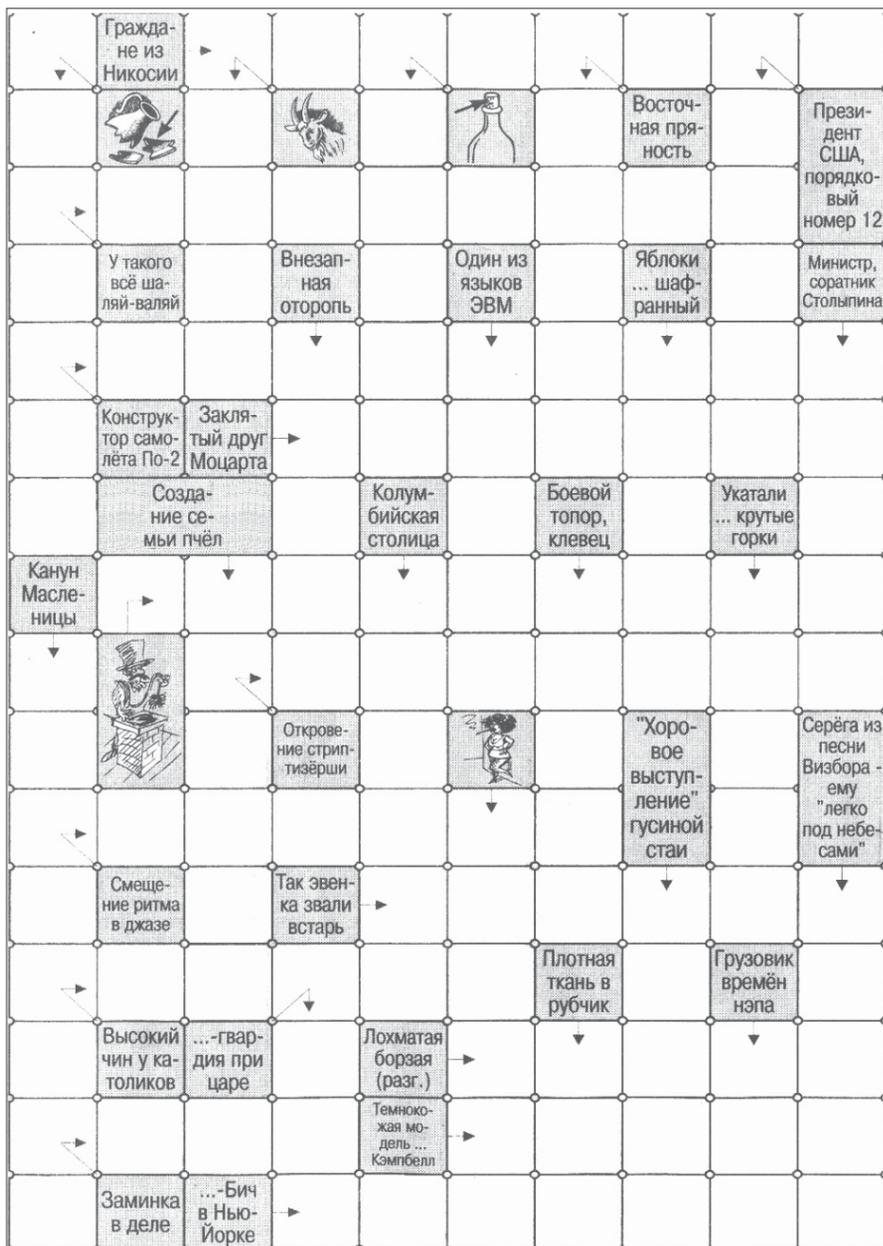 Гражда-
не из
Никосии
Восточ-
ная пря-
ность
Прези-
дент
США,
порядко-
вый
номер 12
У такого
всё ша-
ляй-валяй
Внезап-
ная
оторопь
Один из
языков
ЭВМ
Яблоки
... шаф-
ранный
Министр,
соратник
Столыпина
Конструк-
тор само-
лёта По-2
Закля-
тый друг
Моцарта
Созда-
ние се-
мьи пчёл
Колум-
бийская
столица
Боевой
топор,
клевец
Укатали
... крутые
горки
Канун
Масле-
ницы
Открове-
ние стрип-
тизёрши
"Хоро-
вое
выступ-
ление"
гусиной
стаи
Серёга из
песни
Визбора -
ему
"легко
под небе-
сами"
Смеще-
ние ритма
в джазе
Так эвен-
ка звали
встарь
Плотная
ткань в
рубчик
Грузовик
времён
нэпа
Высокий
чин у ка-
толиков
...-гвар-
дия при
царе
Лохматая
борзая
(разг.)
Темноко-
жая мо-
дель ...
Кэмпбелл
Заминка
в деле
...-Бич
в Нью-
Йорке